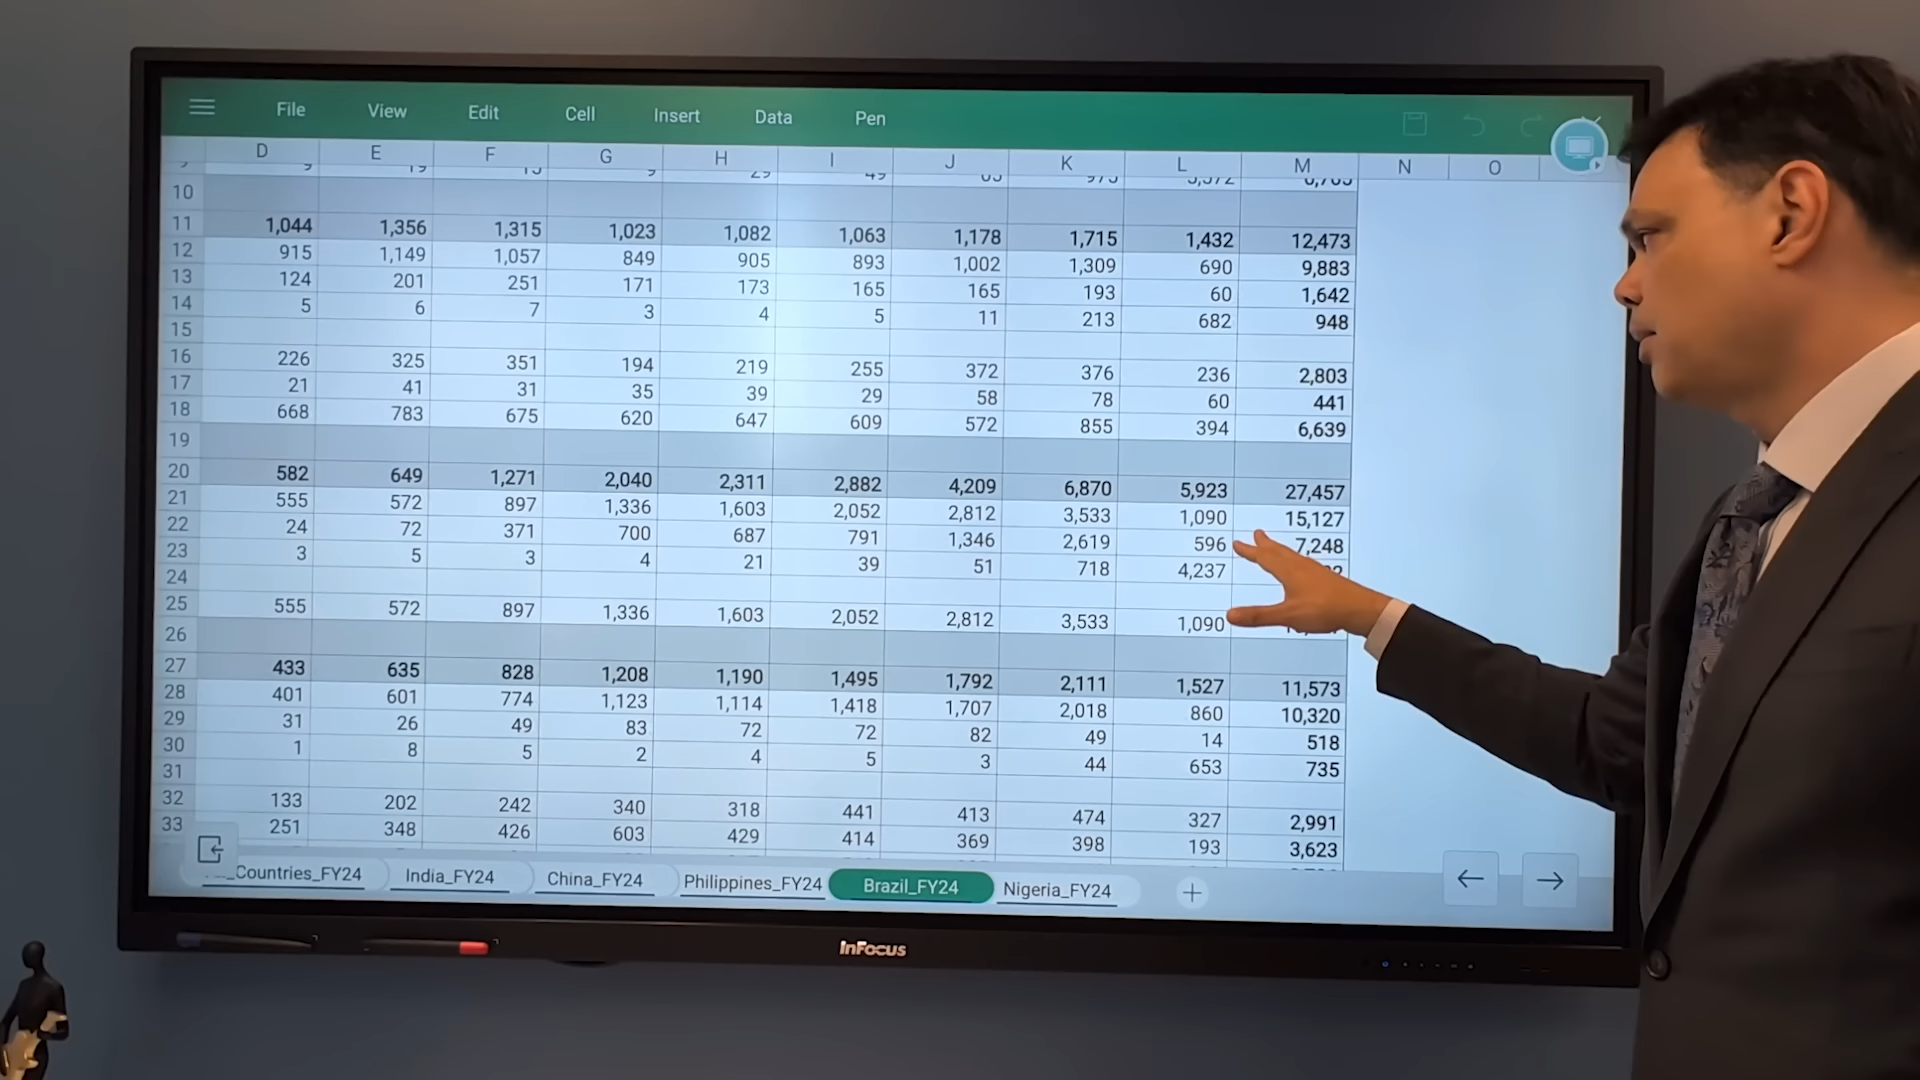 File View Edit Cell Insert Data Pen
D E F G H I J K L M N O
10
11 1,044 1,356 1,315 1,023 1,082 1,063 1,178 1,715 1,432 12,473
12 915 1,149 1,057 849 905 893 1,002 1,309 690 9,883
13 124 201 251 171 173 165 165 193 60 1,642
14 5 6 7 3 4 5 11 213 682 948
15
16 226 325 351 194 219 255 372 376 236 2,803
17 21 41 31 35 39 29 58 78 60 441
18 668 783 675 620 647 609 572 855 394 6,639
19
20 582 649 1,271 2,040 2,311 2,882 4,209 6,870 5,923 27,457
21 555 572 897 1,336 1,603 2,052 2,812 3,533 1,090 15,127
22 24 72 371 700 687 791 1,346 2,619 596 7,248
23 3 5 3 4 21 39 51 718 4,237
24
25 555 572 897 1,336 1,603 2,052 2,812 3,533 1,090
26
27 433 635 828 1,208 1,190 1,495 1,792 2,111 1,527 11,573
28 401 601 774 1,123 1,114 1,418 1,707 2,018 860 10,320
29 31 26 49 83 72 72 82 49 14 518
30 1 8 5 2 4 5 3 44 653 735
31
32 133 202 242 340 318 441 413 474 327 2,991
33 251 348 426 603 429 414 369 398 193 3,623
_Countries_FY24 India_FY24 China_FY24 Philippines_FY24 Brazil_FY24 Nigeria_FY24
InFocus